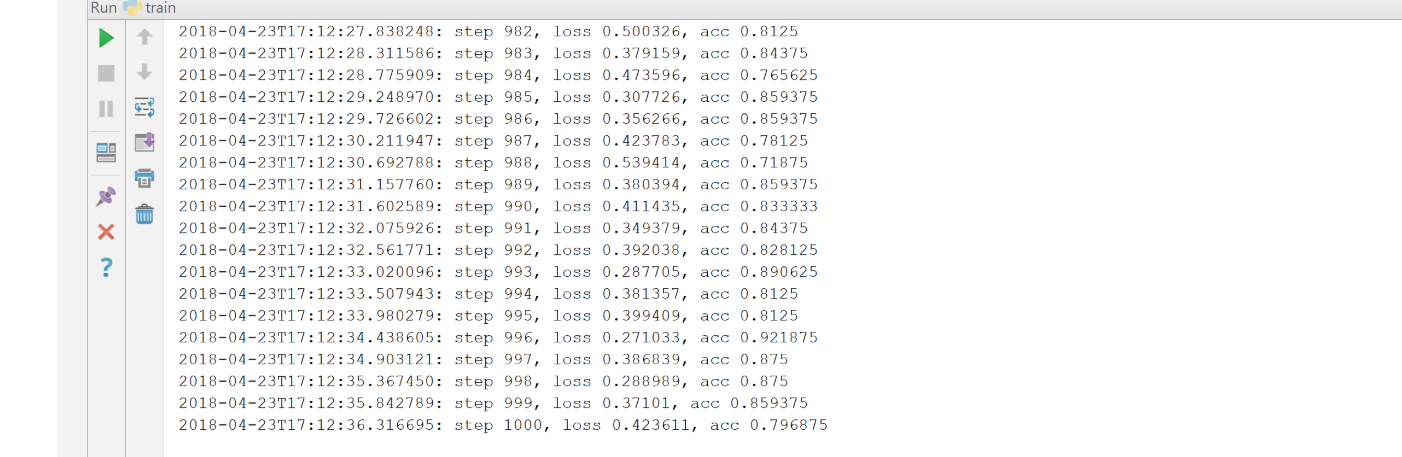 Run train
2018-04-23T17:12:27.838248: step 982, loss 0.500326, acc 0.8125
2018-04-23T17:12:28.311586: step 983, loss 0.379159, acc 0.84375
2018-04-23T17:12:28.775909: step 984, loss 0.473596, acc 0.765625
2018-04-23T17:12:29.248970: step 985, loss 0.307726, acc 0.859375
2018-04-23T17:12:29.726602: step 986, loss 0.356266, acc 0.859375
2018-04-23T17:12:30.211947: step 987, loss 0.423783, acc 0.78125
2018-04-23T17:12:30.692788: step 988, loss 0.539414, acc 0.71875
2018-04-23T17:12:31.157760: step 989, loss 0.380394, acc 0.859375
2018-04-23T17:12:31.602589: step 990, loss 0.411435, acc 0.833333
2018-04-23T17:12:32.075926: step 991, loss 0.349379, acc 0.84375
2018-04-23T17:12:32.561771: step 992, loss 0.392038, acc 0.828125
2018-04-23T17:12:33.020096: step 993, loss 0.287705, acc 0.890625
2018-04-23T17:12:33.507943: step 994, loss 0.381357, acc 0.8125
2018-04-23T17:12:33.980279: step 995, loss 0.399409, acc 0.8125
2018-04-23T17:12:34.438605: step 996, loss 0.271033, acc 0.921875
2018-04-23T17:12:34.903121: step 997, loss 0.386839, acc 0.875
2018-04-23T17:12:35.367450: step 998, loss 0.288989, acc 0.875
2018-04-23T17:12:35.842789: step 999, loss 0.37101, acc 0.859375
2018-04-23T17:12:36.316695: step 1000, loss 0.423611, acc 0.796875